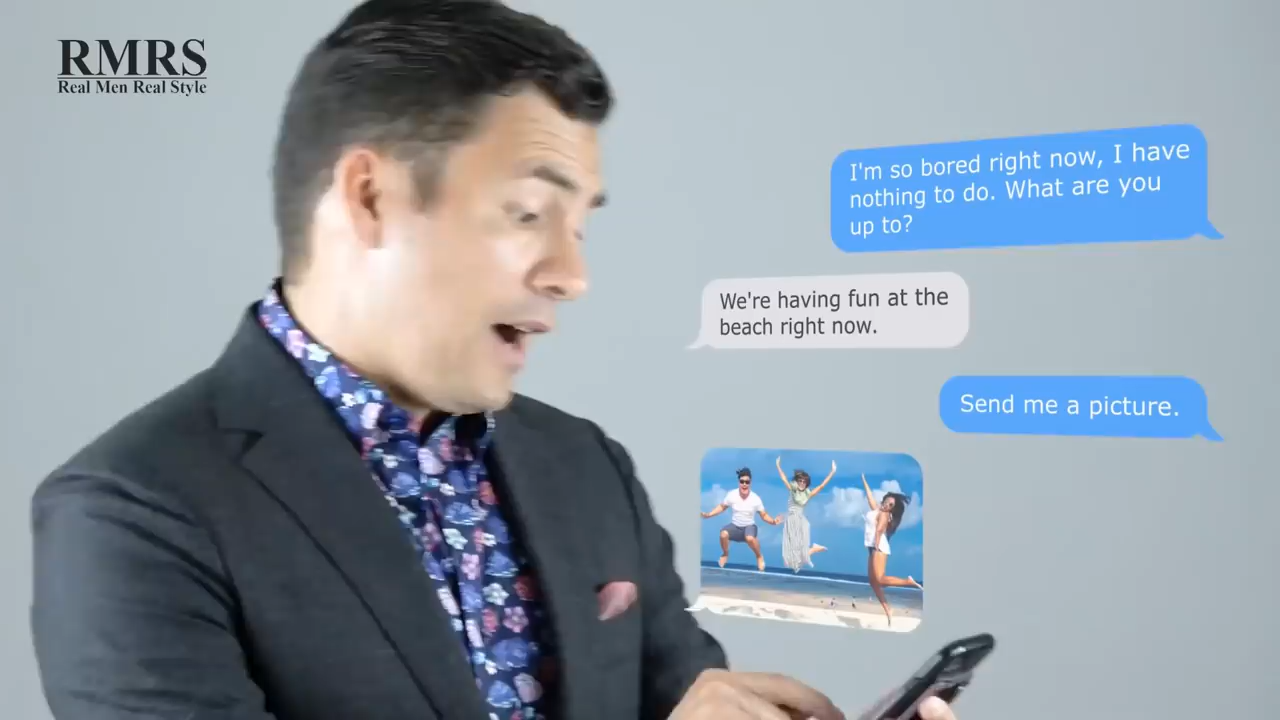 RMRS
Real Men Real Style
I'm so bored right now, I have
nothing to do. What are you
up to?
We're having fun at the
beach right now.
Send me a picture.